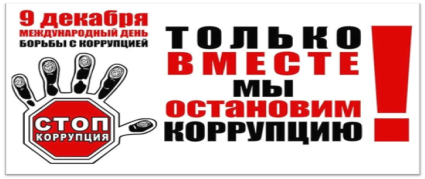 9 декабря
МЕЖДУНАРОДНЫЙ ДЕНЬ
БОРЬБЫ С КОРРУПЦИЕЙ
СТОП
КОРРУПЦИЯ
ТОЛЬКО
ВМЕСТЕ
МЫ
ОСТАНОВИМ
КОРРУПЦИЮ!